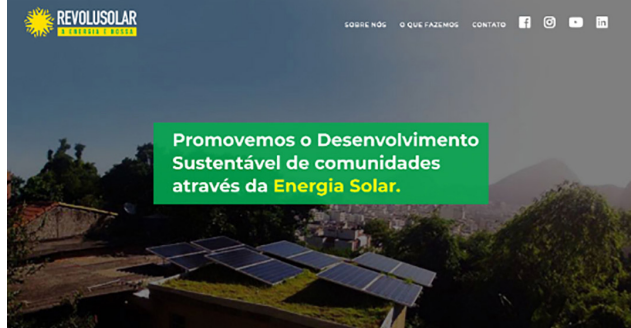 REVOLUSOLAR
A ENERGIA É NOSSA
SOBRE NÓS O QUE FAZEMOS CONTATO
Promovemos o Desenvolvimento
Sustentável de comunidades
através da Energia Solar.